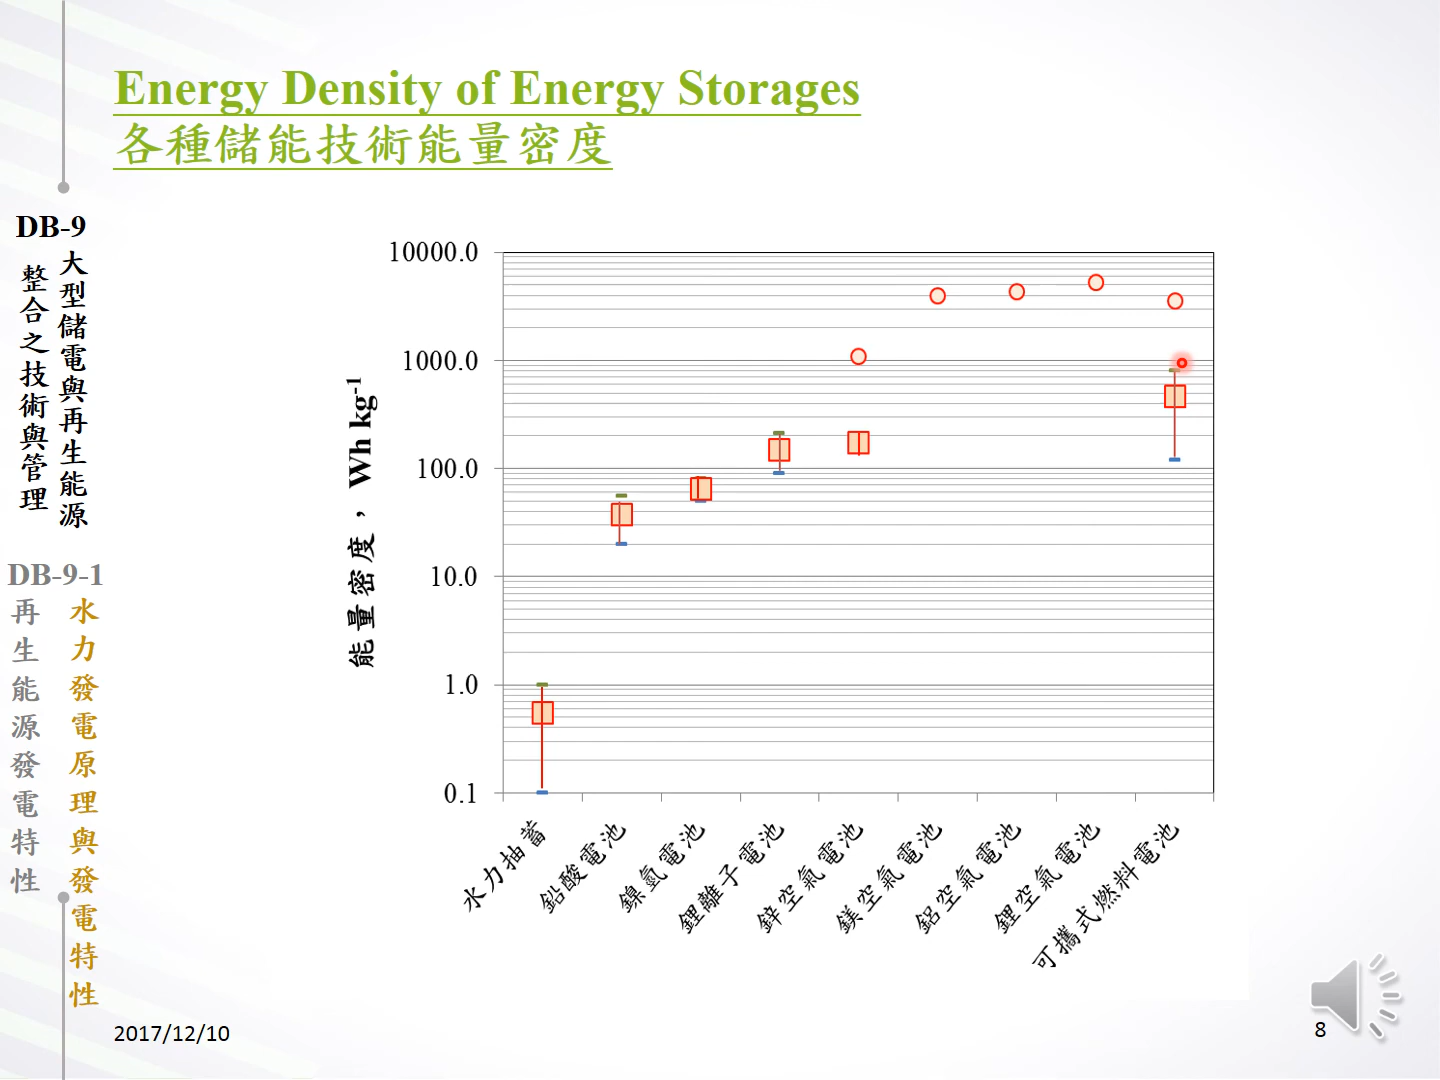 Energy Density of Energy Storages
各種儲能技術能量密度
DB-9
大型儲電與再生能源
整合之技術與管理
DB-9-1
水力發電原理與發電特性
再生能源發電特性
能量密度，Wh kg-1
10000.0
1000.0
100.0
10.0
1.0
0.1
水力抽蓄
鉛酸電池
鎳氫電池
鋰離子電池
鋅空氣電池
鎂空氣電池
鋁空氣電池
鋰空氣電池
可攜式燃料電池
2017/12/10
8